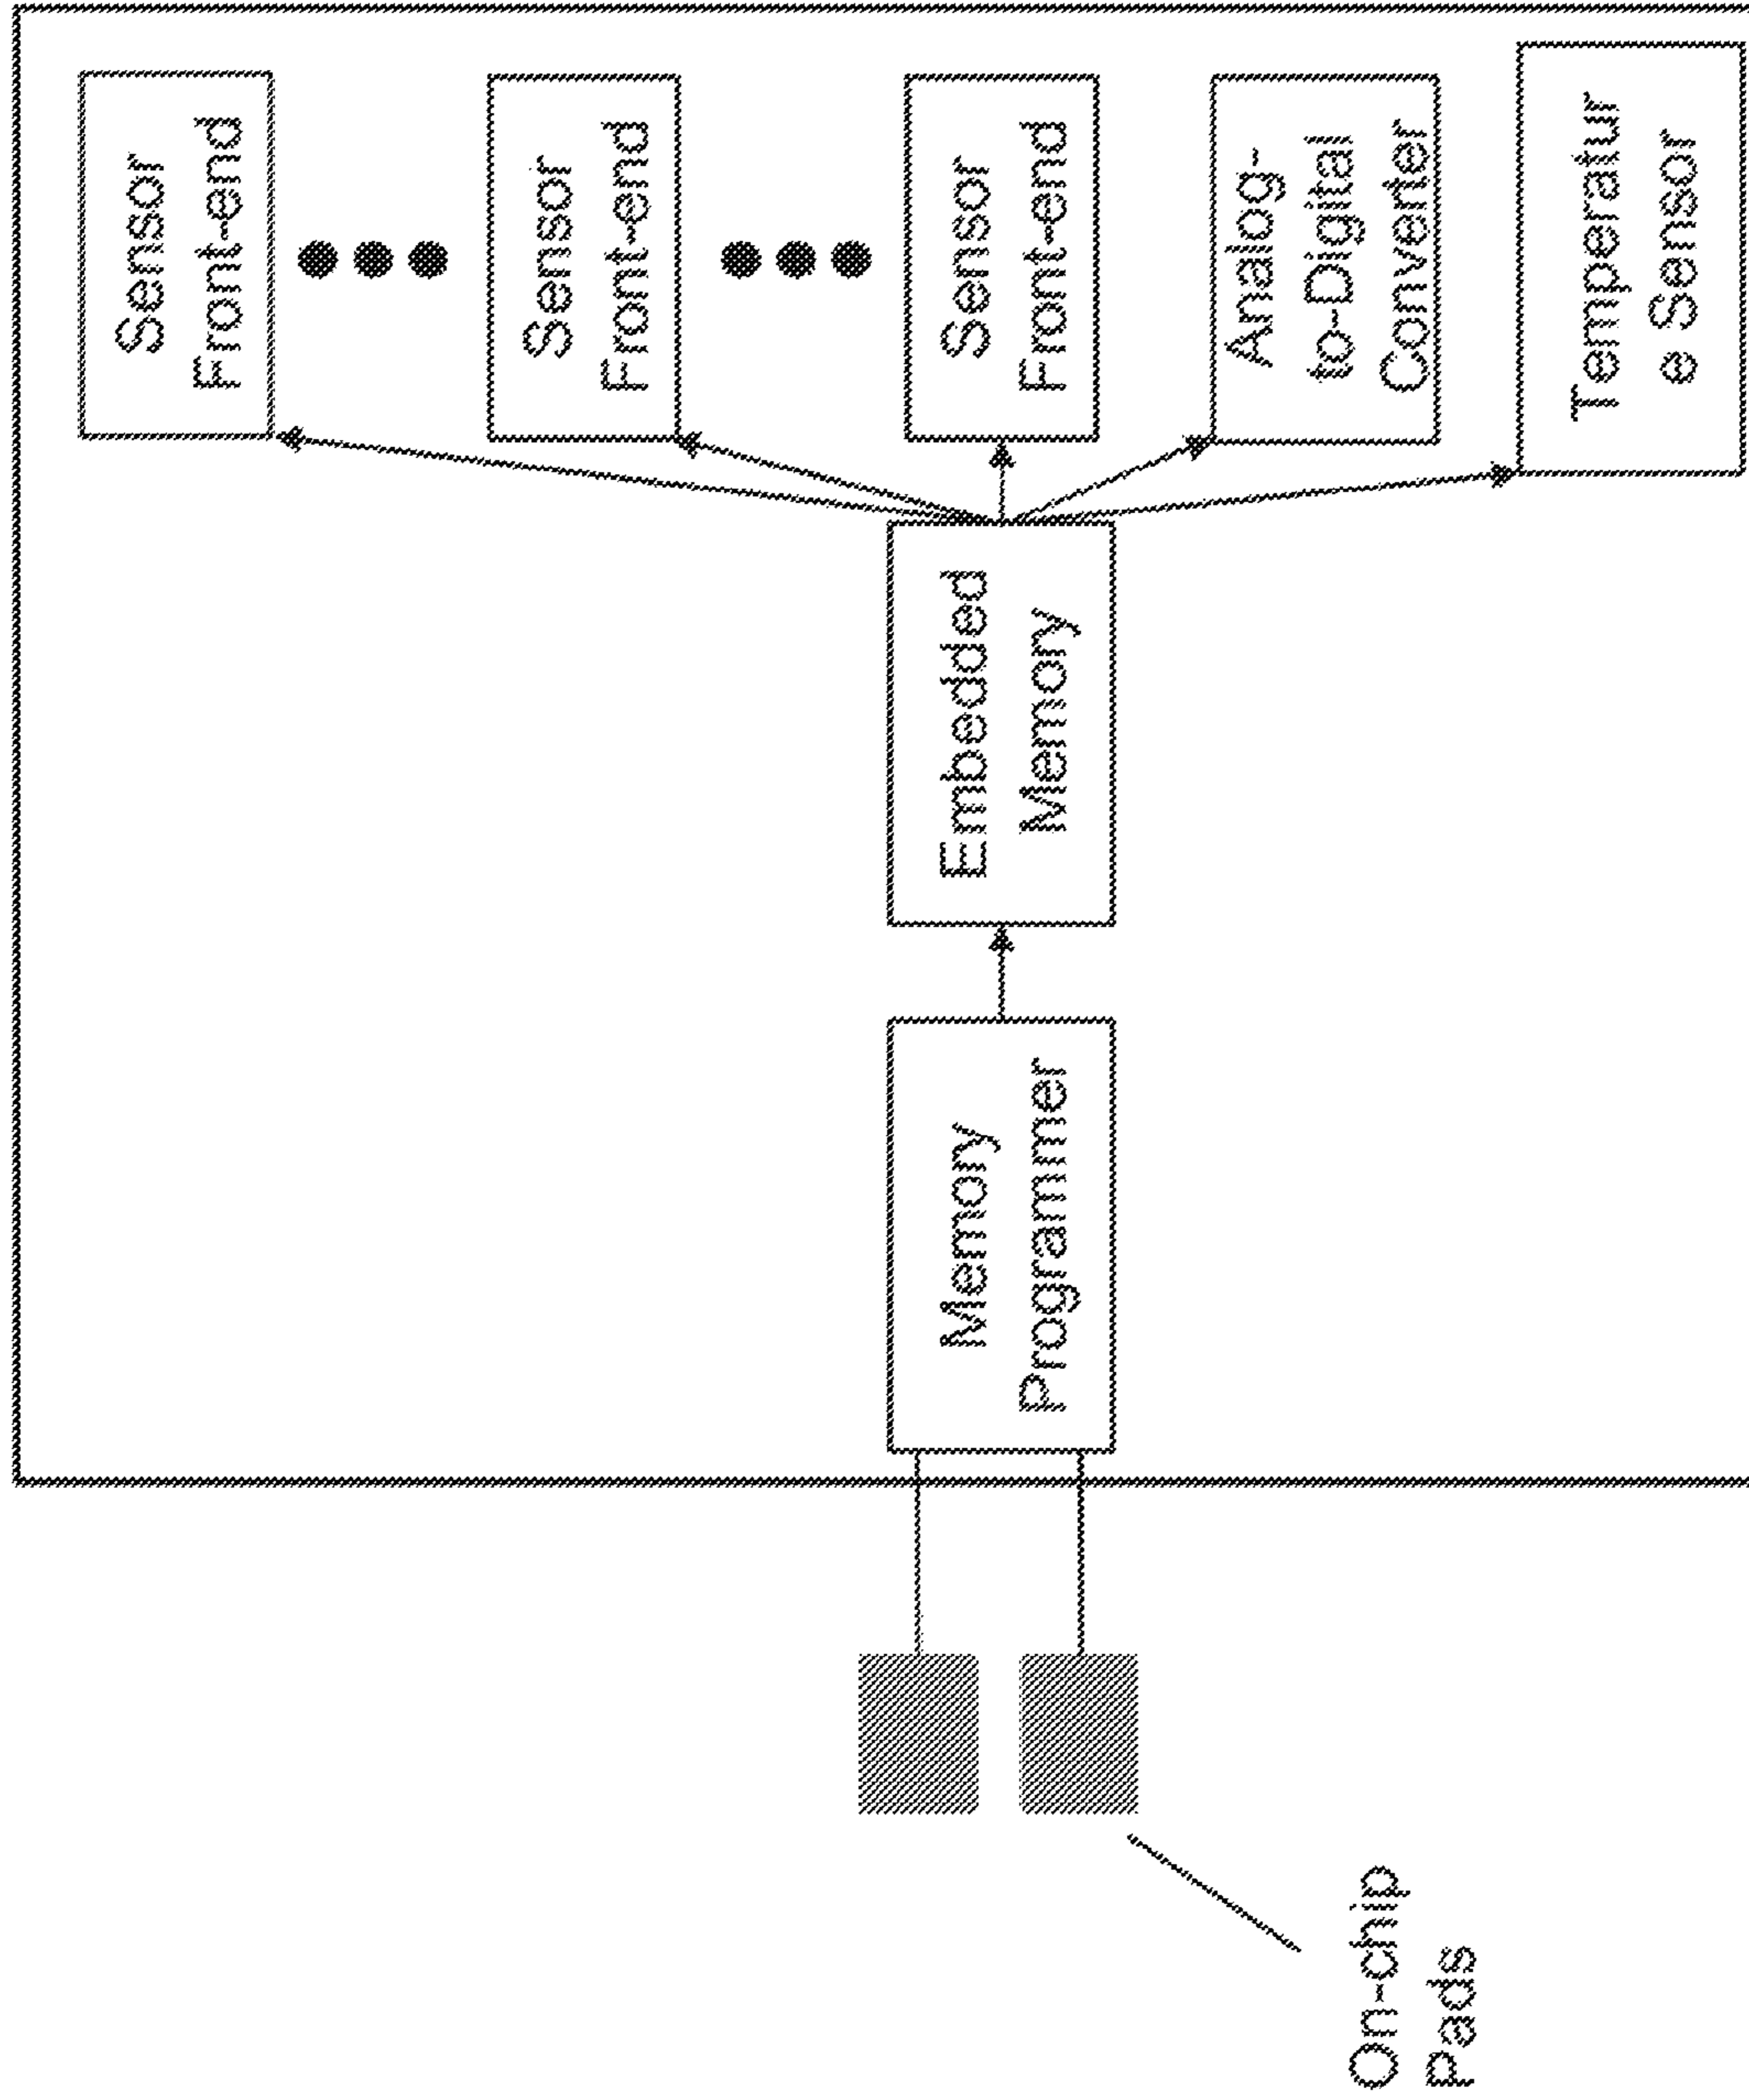 Sensor
Front-end
Sensor
Front-end
Sensor
Front-end
Analog-
to-Digital
Converter
Temperatur
e Sensor
Embedded
Memory
Memory
Programmer
On-chip
Pads